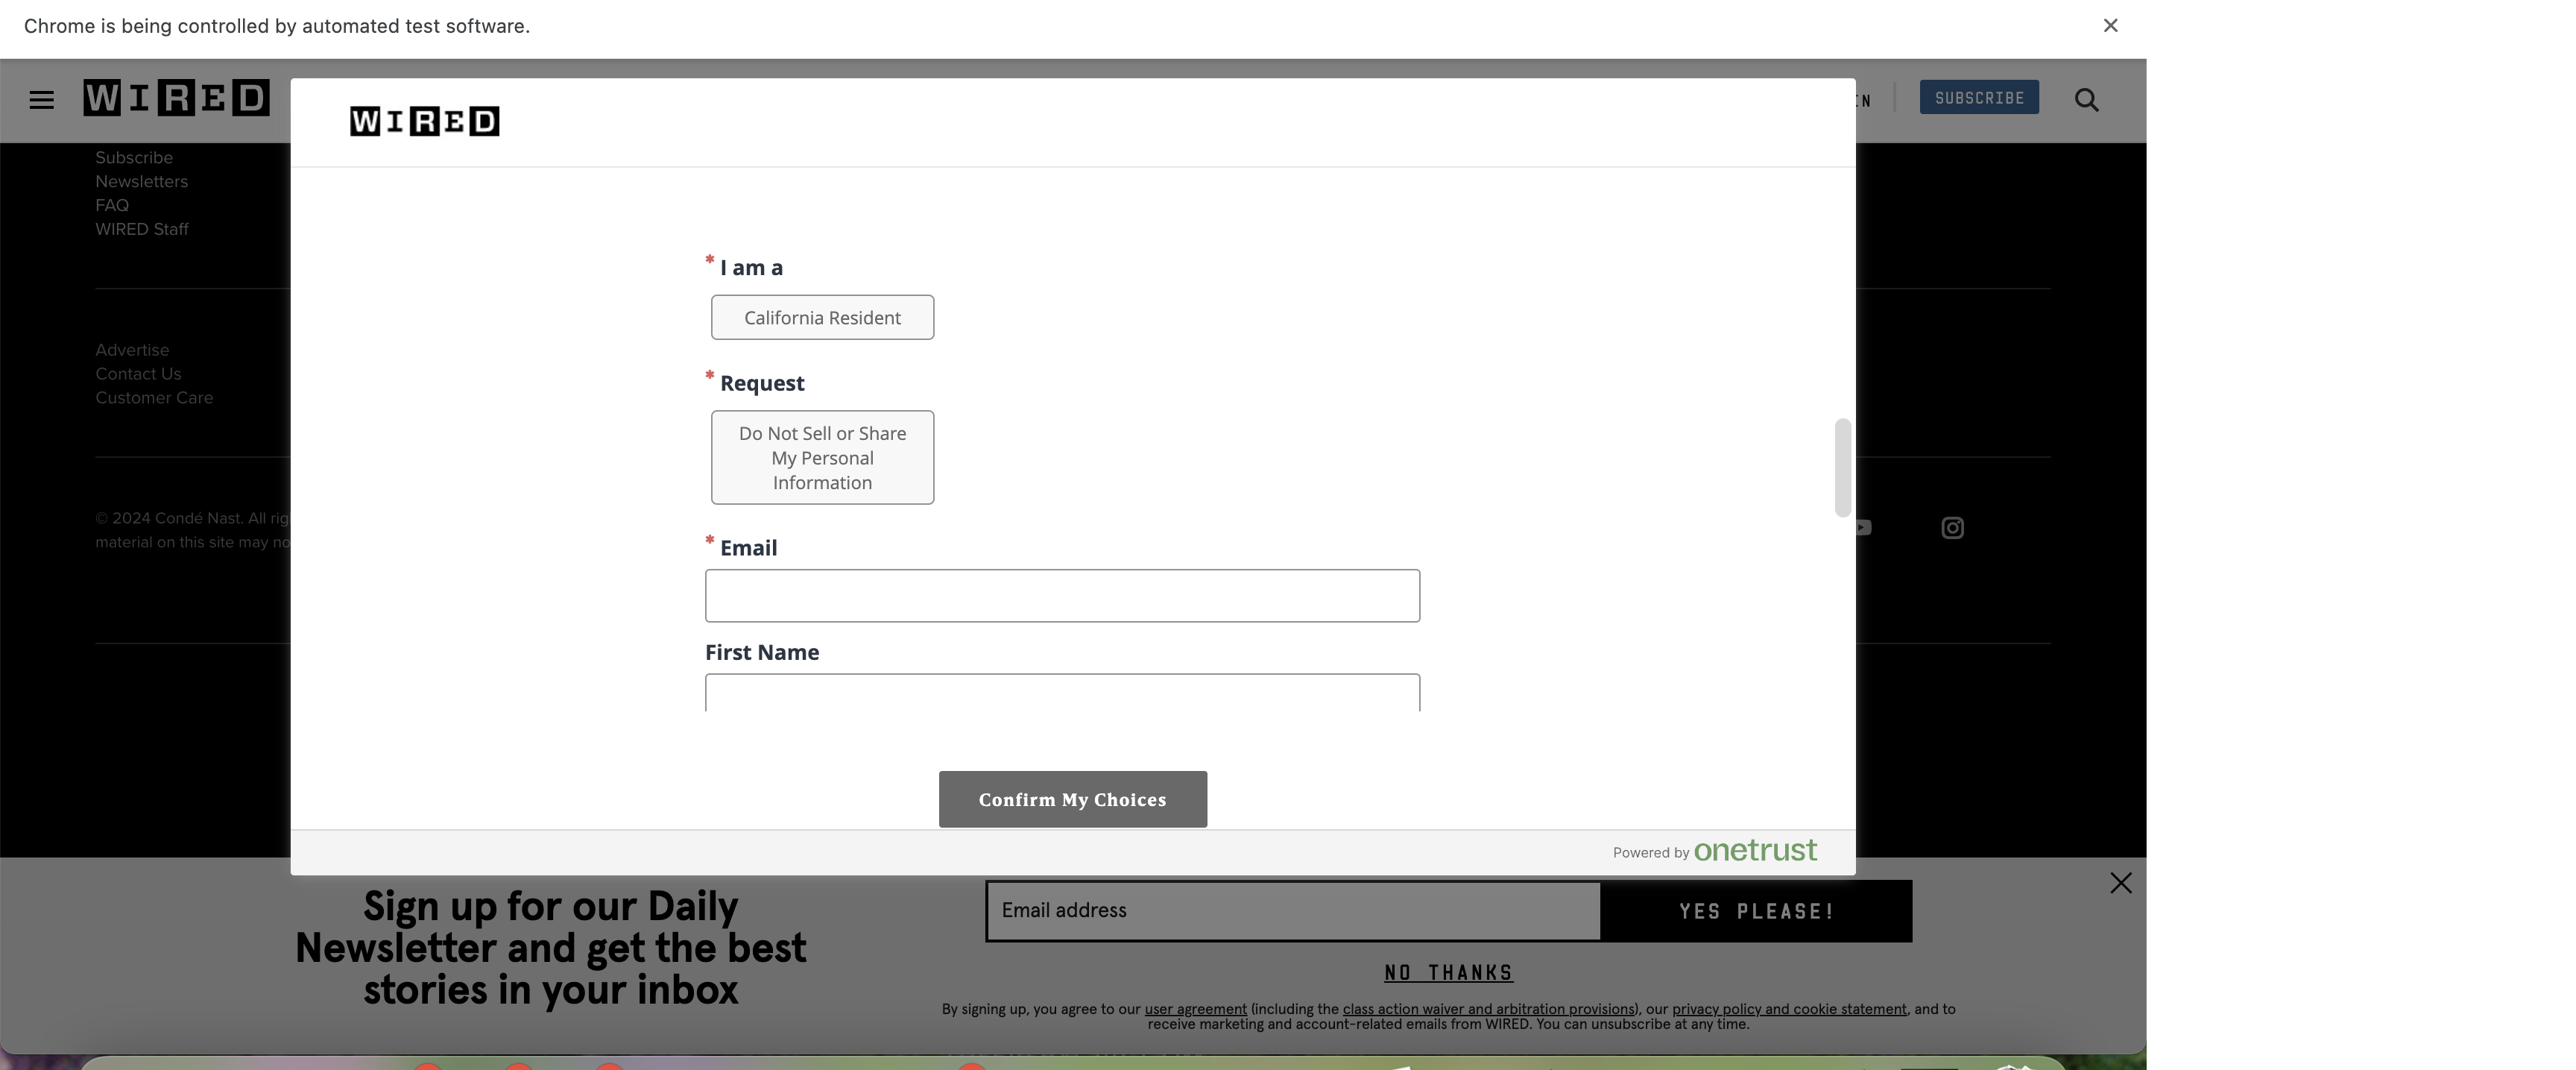 Chrome is being controlled by automated test software.
WIRED
SUBSCRIBE
WIRED
Subscribe
Newsletters
FAQ
WIRED Staff
Advertise
Contact Us
Customer Care
© 2024 Condé Nast. All
material on this site may
* I am a
California Resident
* Request
Do Not Sell or Share
My Personal
Information
* Email
First Name
Confirm My Choices
Powered by onetrust
Sign up for our Daily
Newsletter and get the best
stories in your inbox
Email address
YES PLEASE!
NO THANKS
By signing up, you agree to our user agreement (including the class action waiver and arbitration provisions), our privacy policy and cookie statement, and to
receive marketing and account-related emails from WIRED. You can unsubscribe at any time.